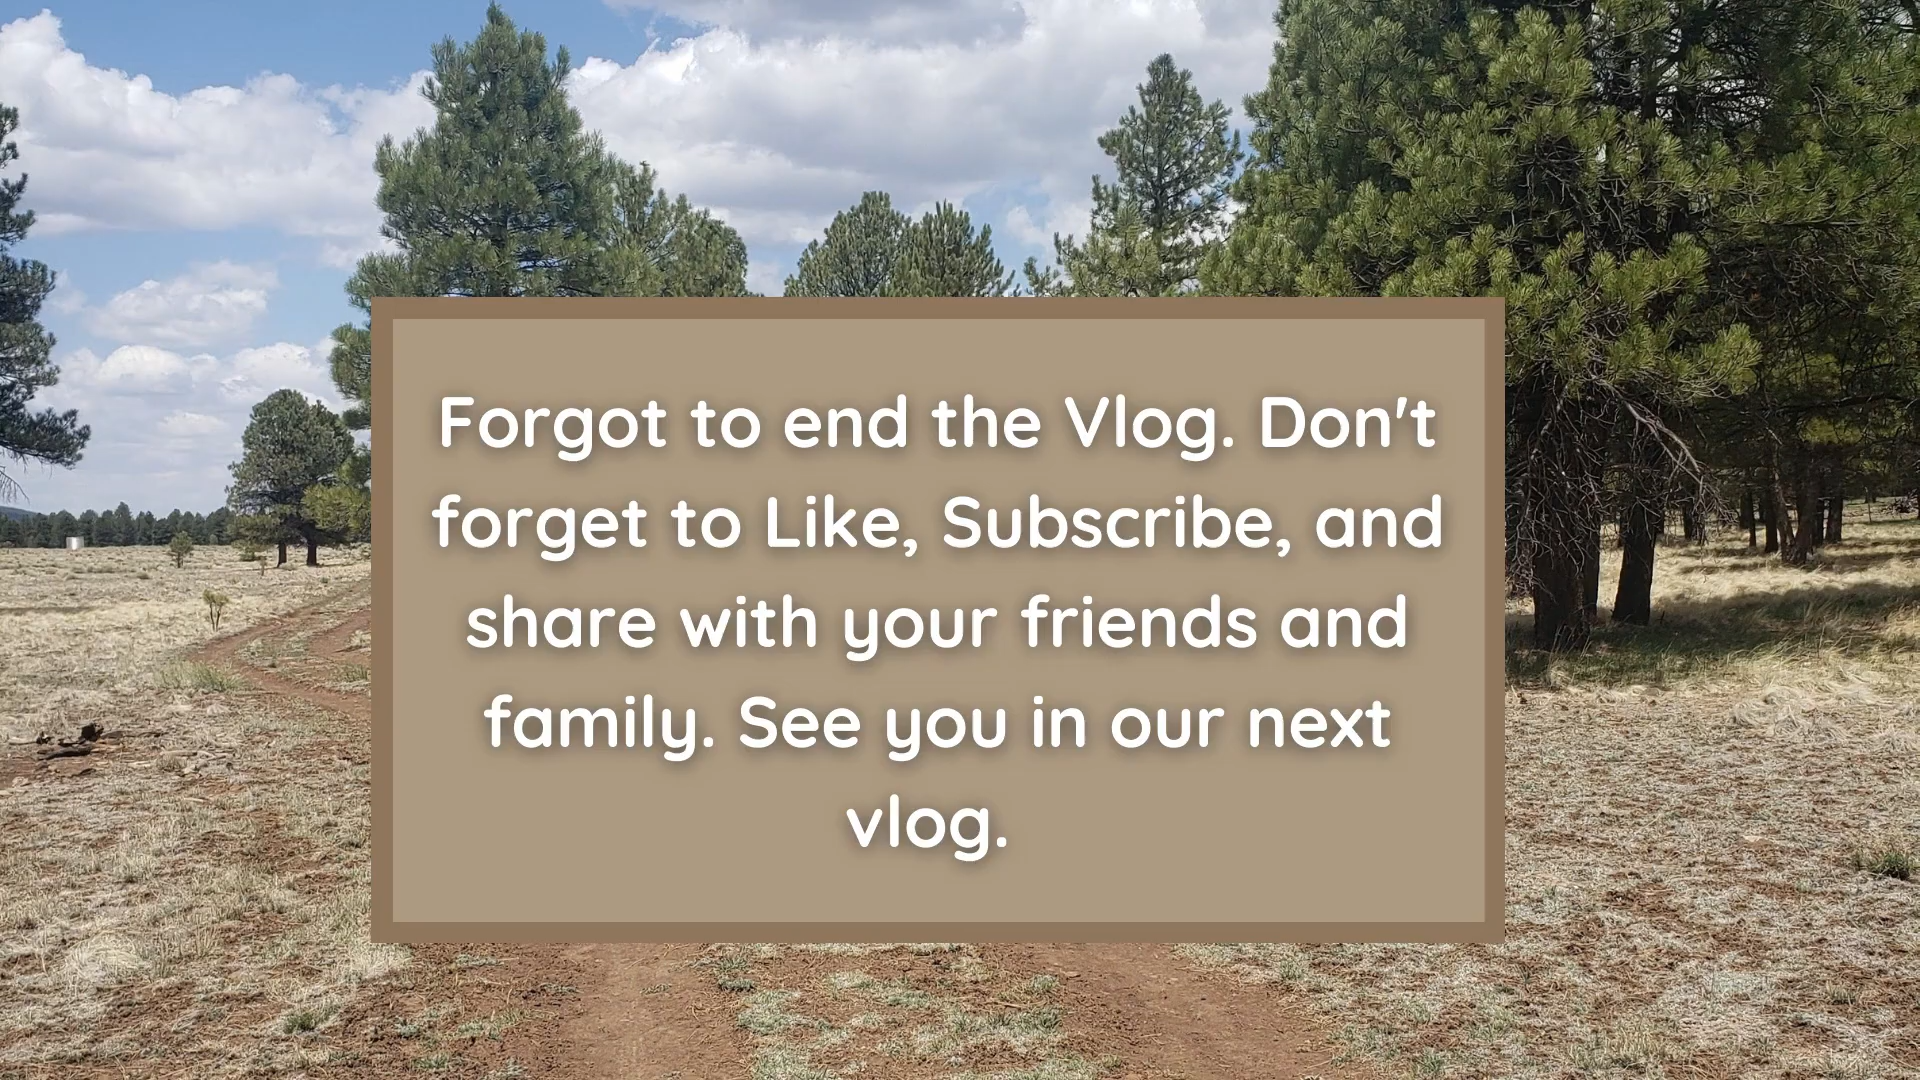 Forgot to end the Vlog. Don't
forget to Like, Subscribe, and
share with your friends and
family. See you in our next
vlog.